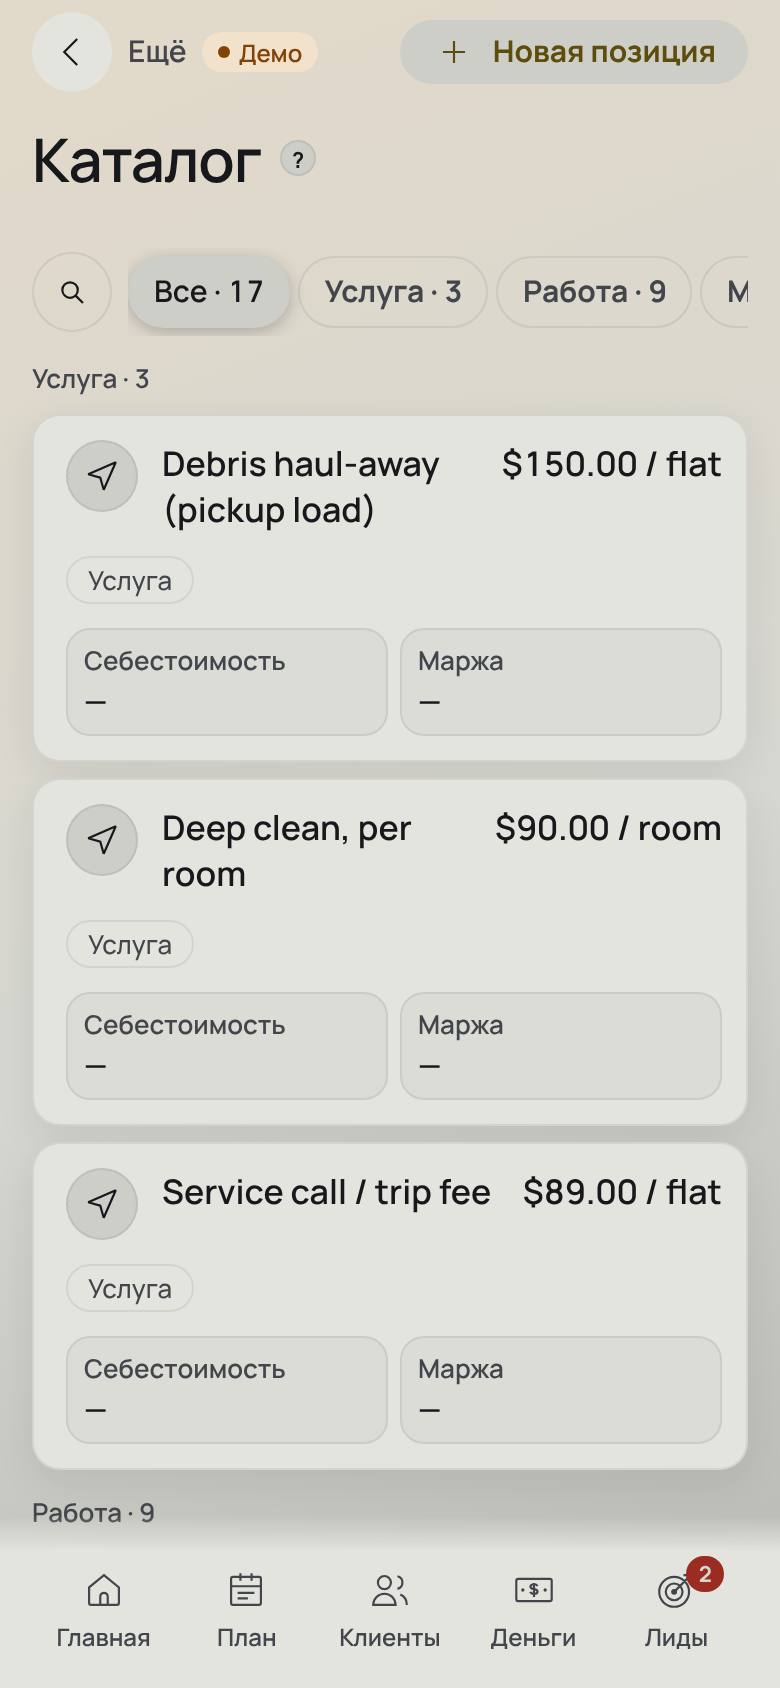 Ещё
Демо
Новая позиция
Каталог
?
Все · 17
Услуга · 3
Работа · 9
Услуга · 3
Debris haul-away
(pickup load)
$150.00 / flat
Услуга
Себестоимость
—
Маржа
—
Deep clean, per
room
$90.00 / room
Услуга
Себестоимость
—
Маржа
—
Service call / trip fee
$89.00 / flat
Услуга
Себестоимость
—
Маржа
—
Работа · 9
2
Главная
План
Клиенты
Деньги
Лиды